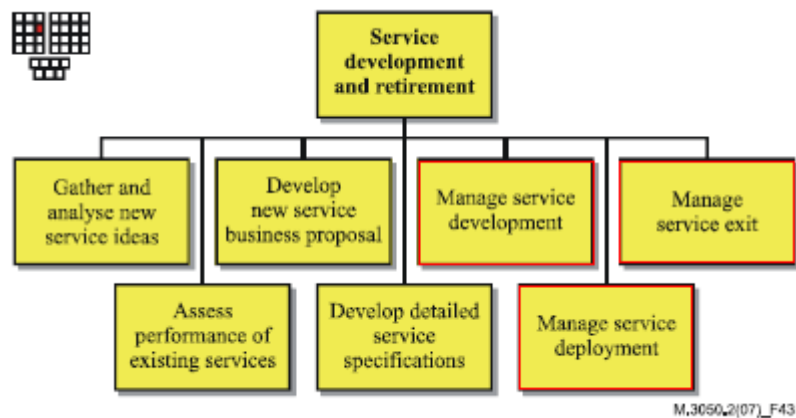 Service
development
and retirement
Gather and
analyse new
service ideas
Develop
new service
business proposal
Manage service
development
Manage
service exit
Assess
performance of
existing services
Develop detailed
service
specifications
Manage service
deployment
M.3050.2(07)_F43